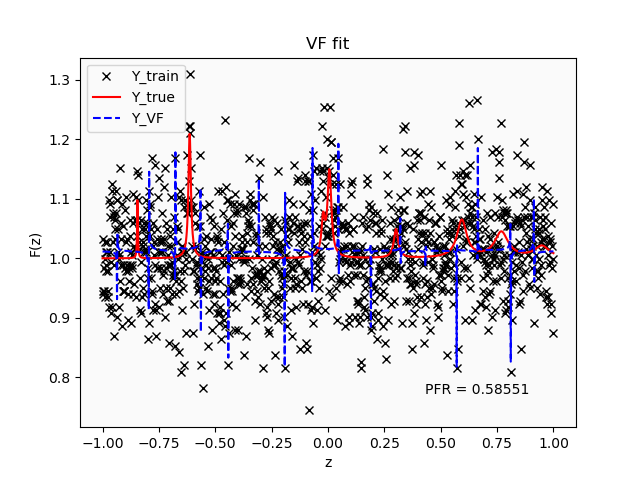 VF fit
Y_train
Y_true
Y_VF
F(z)
1.3
1.2
1.1
1.0
0.9
0.8
PFR = 0.58551
−1.00 −0.75 −0.50 −0.25 0.00 0.25 0.50 0.75 1.00
z